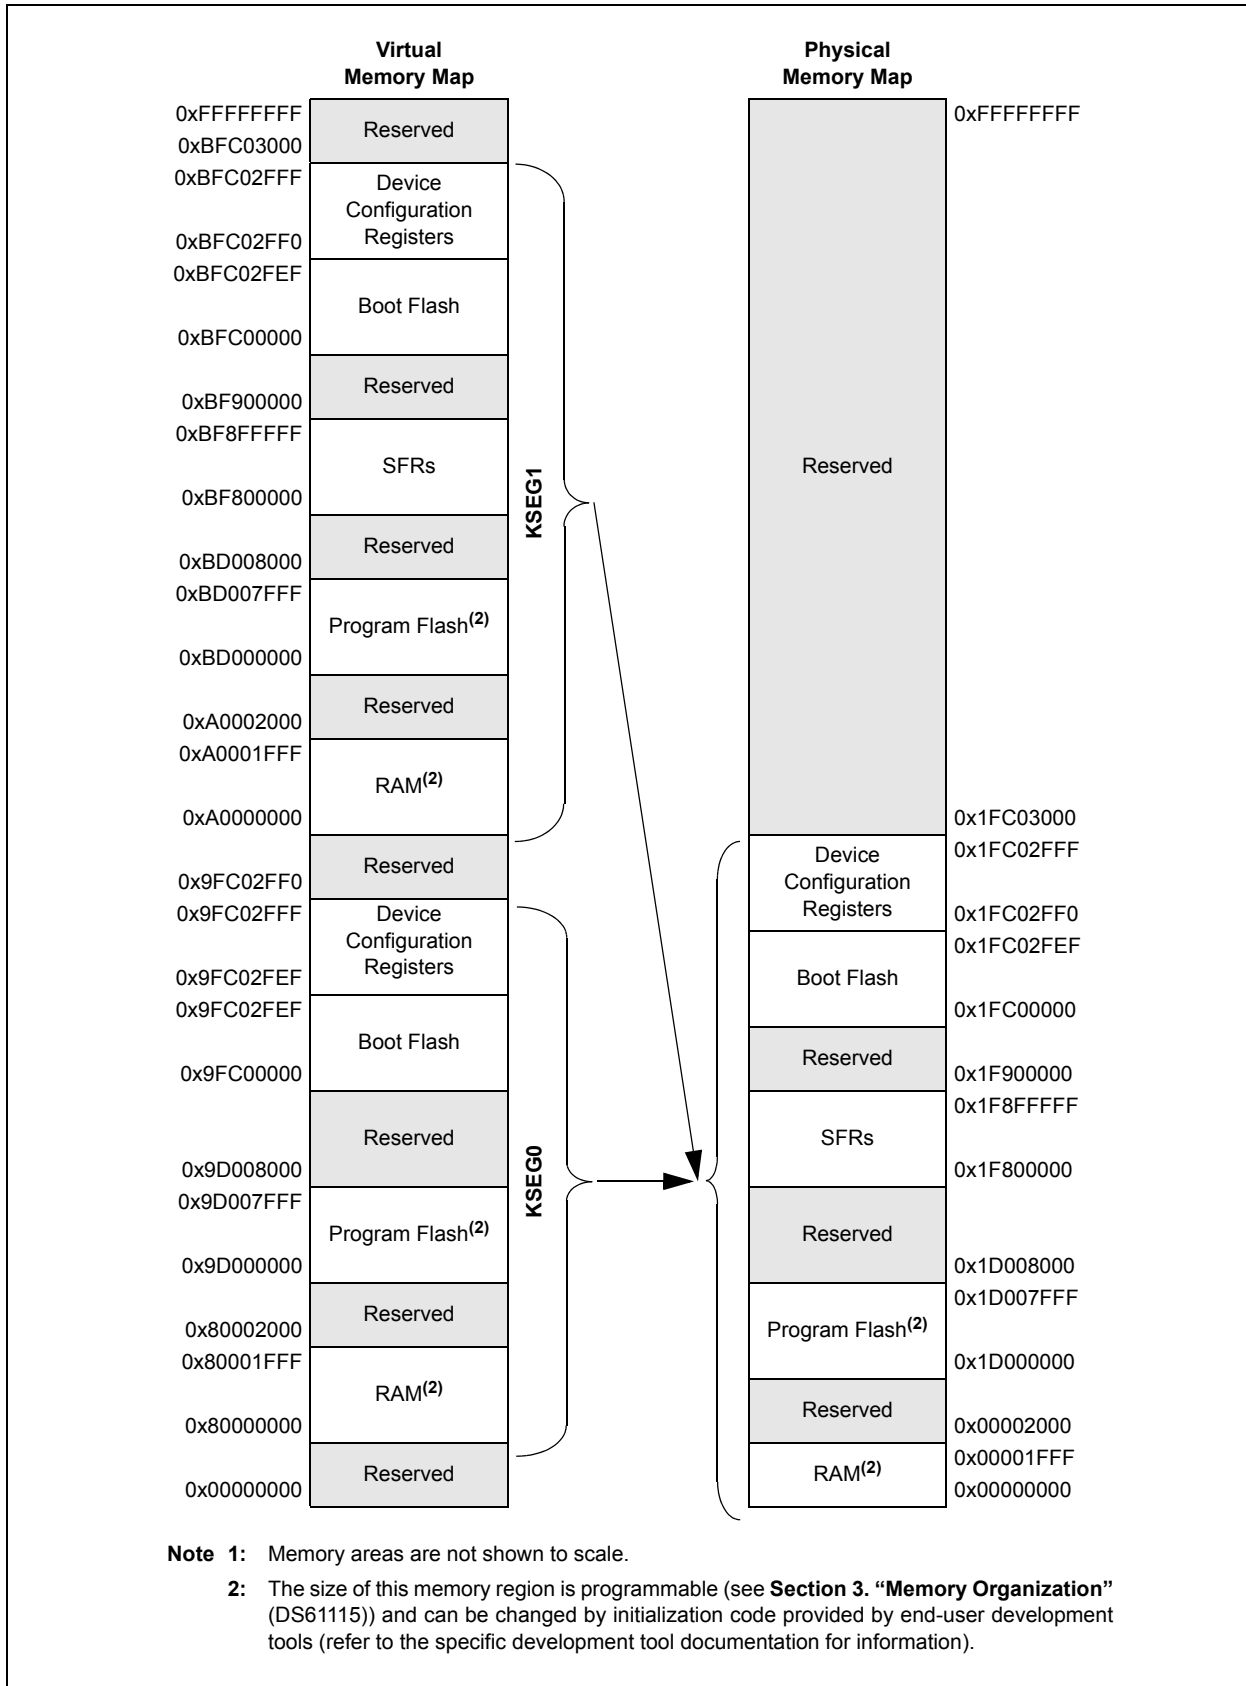 Virtual
Memory Map
0xFFFFFFFF
Reserved
0xBFC03000
0xBFC02FFF
Device
Configuration
Registers
0xBFC02FF0
0xBFC02FEF
Boot Flash
0xBFC00000
Reserved
0xBF900000
0xBF8FFFFF
SFRs
0xBF800000
Reserved
0xBD008000
0xBD007FFF
Program Flash(2)
0xBD000000
Reserved
0xA0002000
0xA0001FFF
RAM(2)
0xA0000000
Reserved
0x9FC02FF0
0x9FC02FFF
Device
Configuration
Registers
0x9FC02FEF
0x9FC02FEF
Boot Flash
0x9FC00000
Reserved
0x9D008000
0x9D007FFF
Program Flash(2)
0x9D000000
Reserved
0x80002000
0x80001FFF
RAM(2)
0x80000000
Reserved
0x00000000
KSEG1
KSEG0
Physical
Memory Map
0xFFFFFFFF
Reserved
0x1FC03000
0x1FC02FFF
Device
Configuration
Registers
0x1FC02FF0
0x1FC02FEF
Boot Flash
0x1FC00000
Reserved
0x1F900000
0x1F8FFFFF
SFRs
0x1F800000
Reserved
0x1D008000
0x1D007FFF
Program Flash(2)
0x1D000000
Reserved
0x00002000
0x00001FFF
RAM(2)
0x00000000
Note 1: Memory areas are not shown to scale.
2: The size of this memory region is programmable (see Section 3. “Memory Organization”
(DS61115)) and can be changed by initialization code provided by end-user development
tools (refer to the specific development tool documentation for information).